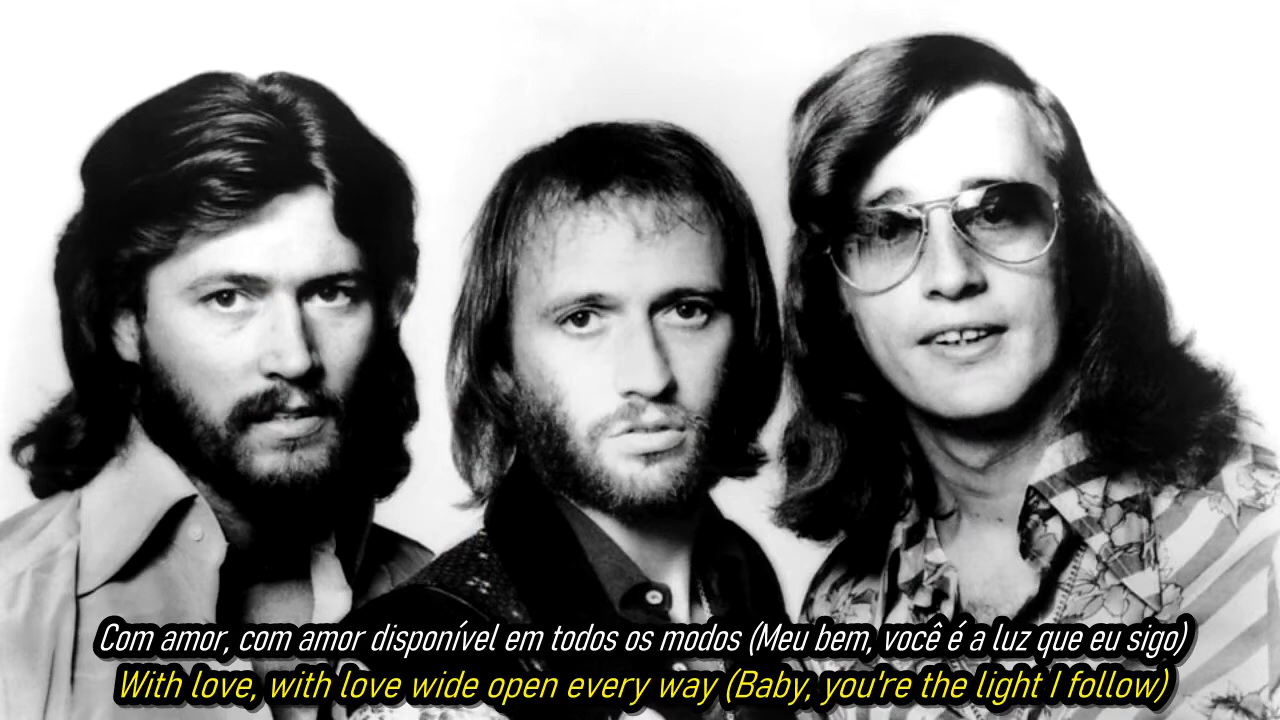 Com amor, com amor disponível em todos os modos (Meu bem, você é a luz que eu sigo)
With love, with love wide open every way (Baby, you're the light I follow)